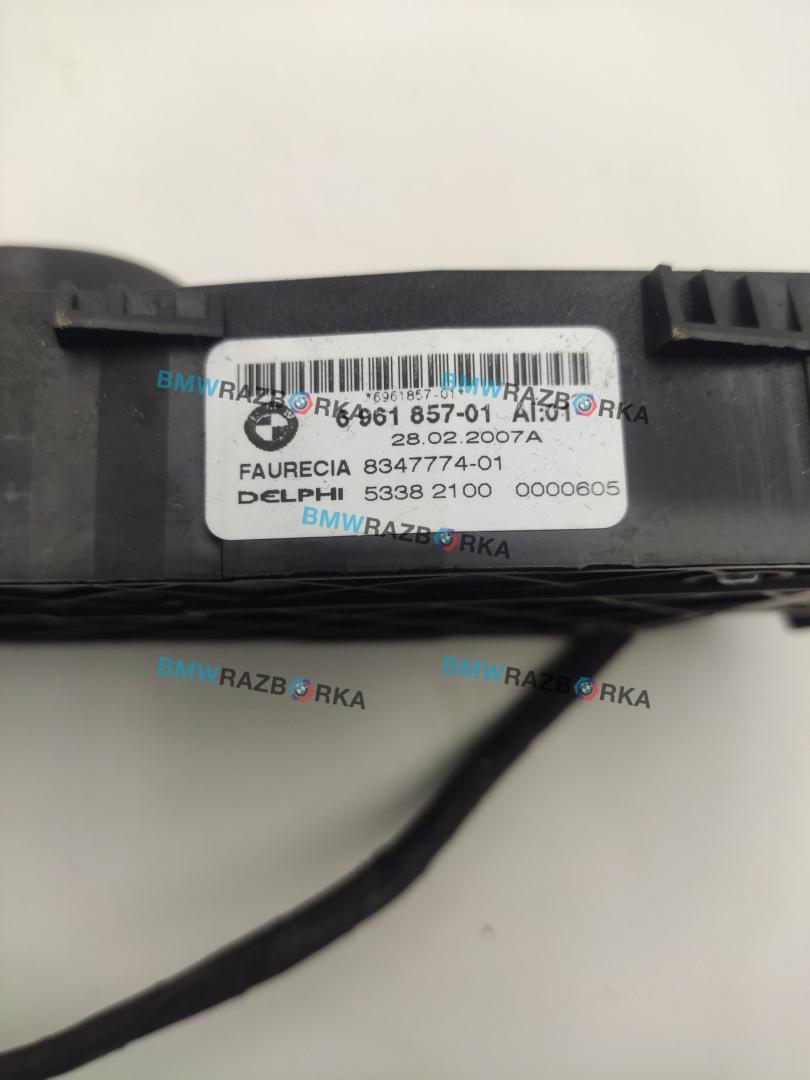 *6961857-01*
6 961 857-01 AI:01
28.02.2007A
FAURECIA 8347774-01
DELPHI 5338 2100 0000605
BMWRAZBORKA
BMWRAZBORKA
BMWRAZBORKA
BMWRAZBORKA
BMWRAZBORKA